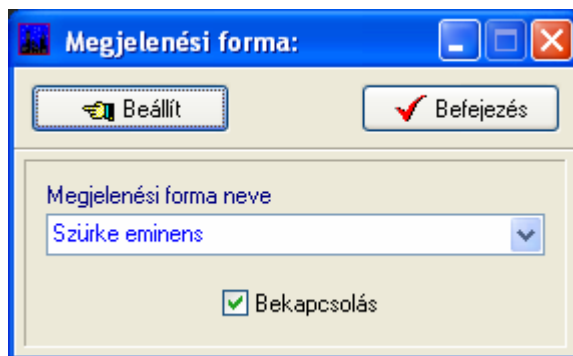 Megjelenési forma:
Beállít
Befejezés
Megjelenési forma neve
Szürke eminens
Bekapcsolás